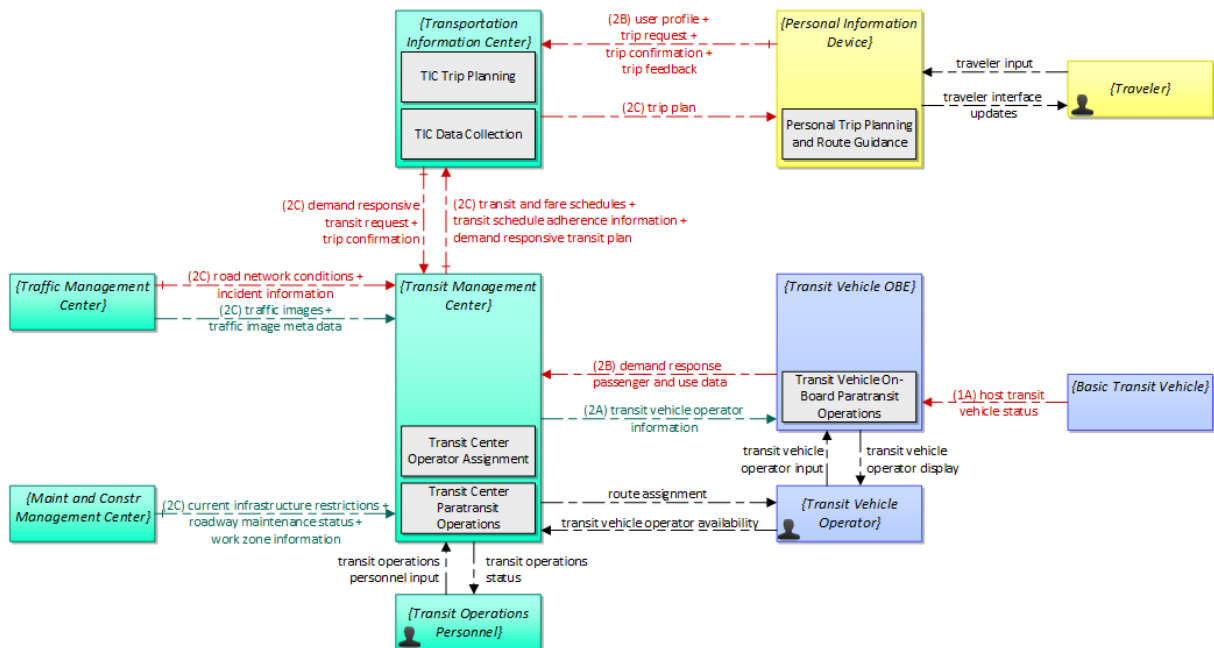 {Transportation
Information Center}
TIC Trip Planning
TIC Data Collection
(2B) user profile +
trip request +
trip confirmation +
trip feedback
(2C) trip plan
{Personal Information
Device}
Personal Trip Planning
and Route Guidance
traveler input
traveler interface
updates
{Traveler}
(2C) demand responsive
transit request +
trip confirmation
(2C) transit and fare schedules +
transit schedule adherence information +
demand responsive transit plan
{Traffic Management
Center}
(2C) road network conditions +
incident information
(2C) traffic images +
traffic image meta data
{Transit Management
Center}
Transit Center
Operator Assignment
Transit Center
Paratransit
Operations
(2B) demand response
passenger and use data
(2A) transit vehicle operator
information
{Transit Vehicle OBE}
Transit Vehicle On-
Board Paratransit
Operations
(1A) host transit
vehicle status
{Basic Transit Vehicle}
transit vehicle
operator input
transit vehicle
operator display
{Maint and Constr
Management Center}
(2C) current infrastructure restrictions +
roadway maintenance status +
work zone information
route assignment
transit vehicle operator availability
{Transit Vehicle
Operator}
transit operations
personnel input
transit operations
status
{Transit Operations
Personnel}